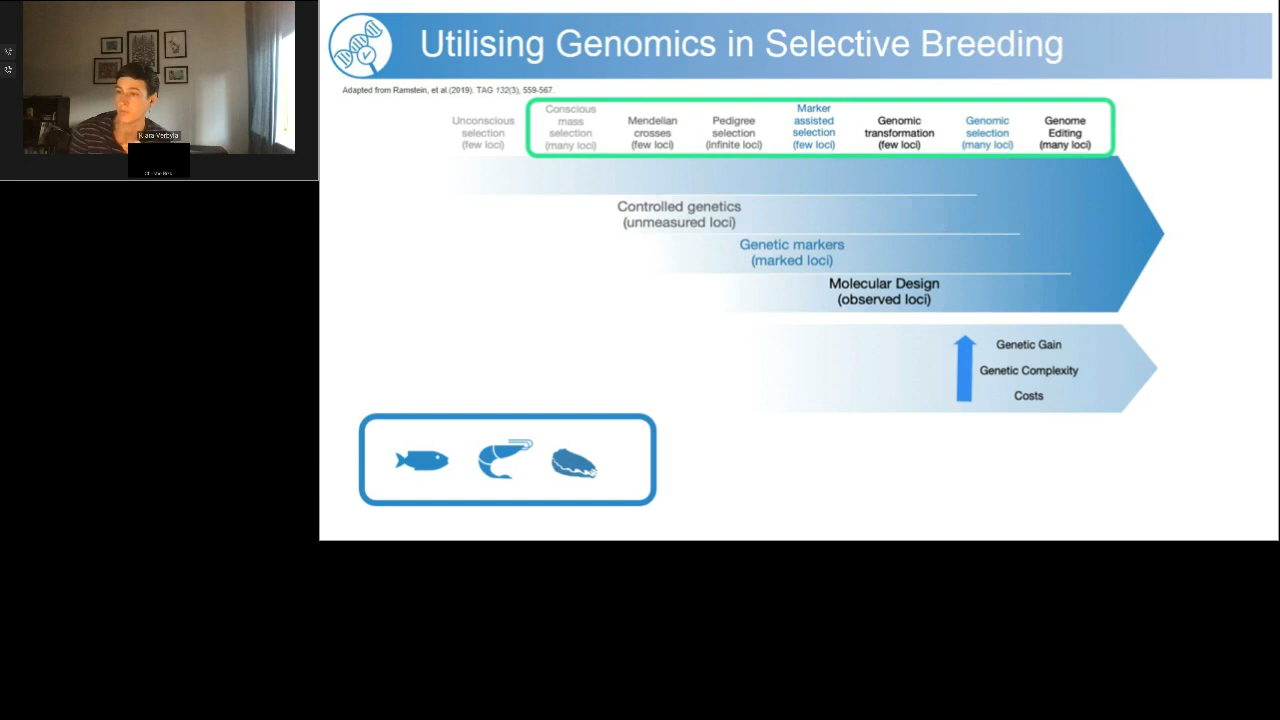 Utilising Genomics in Selective Breeding
Adapted from Ramstein, et al.(2019). TAG 132(3), 559-567.
Unconscious
selection
(few loci)
Conscious
mass
selection
(many loci)
Mendelian
crosses
(few loci)
Pedigree
selection
(infinite loci)
Marker
assisted
selection
(few loci)
Genomic
transformation
(few loci)
Genomic
selection
(many loci)
Genome
Editing
(many loci)
Controlled genetics
(unmeasured loci)
Genetic markers
(marked loci)
Molecular Design
(observed loci)
Genetic Gain
Genetic Complexity
Costs
Klara Verbyla